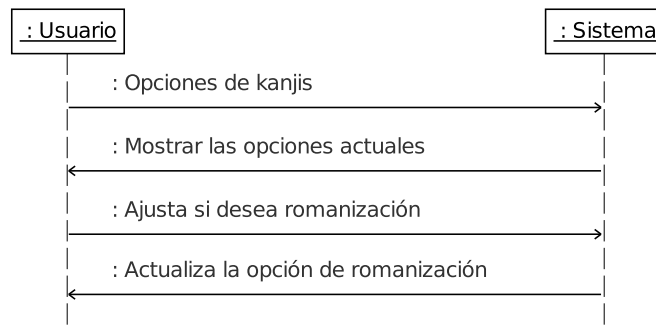 : Usuario
: Sistema
: Opciones de kanjis
: Mostrar las opciones actuales
: Ajusta si desea romanización
: Actualiza la opción de romanización